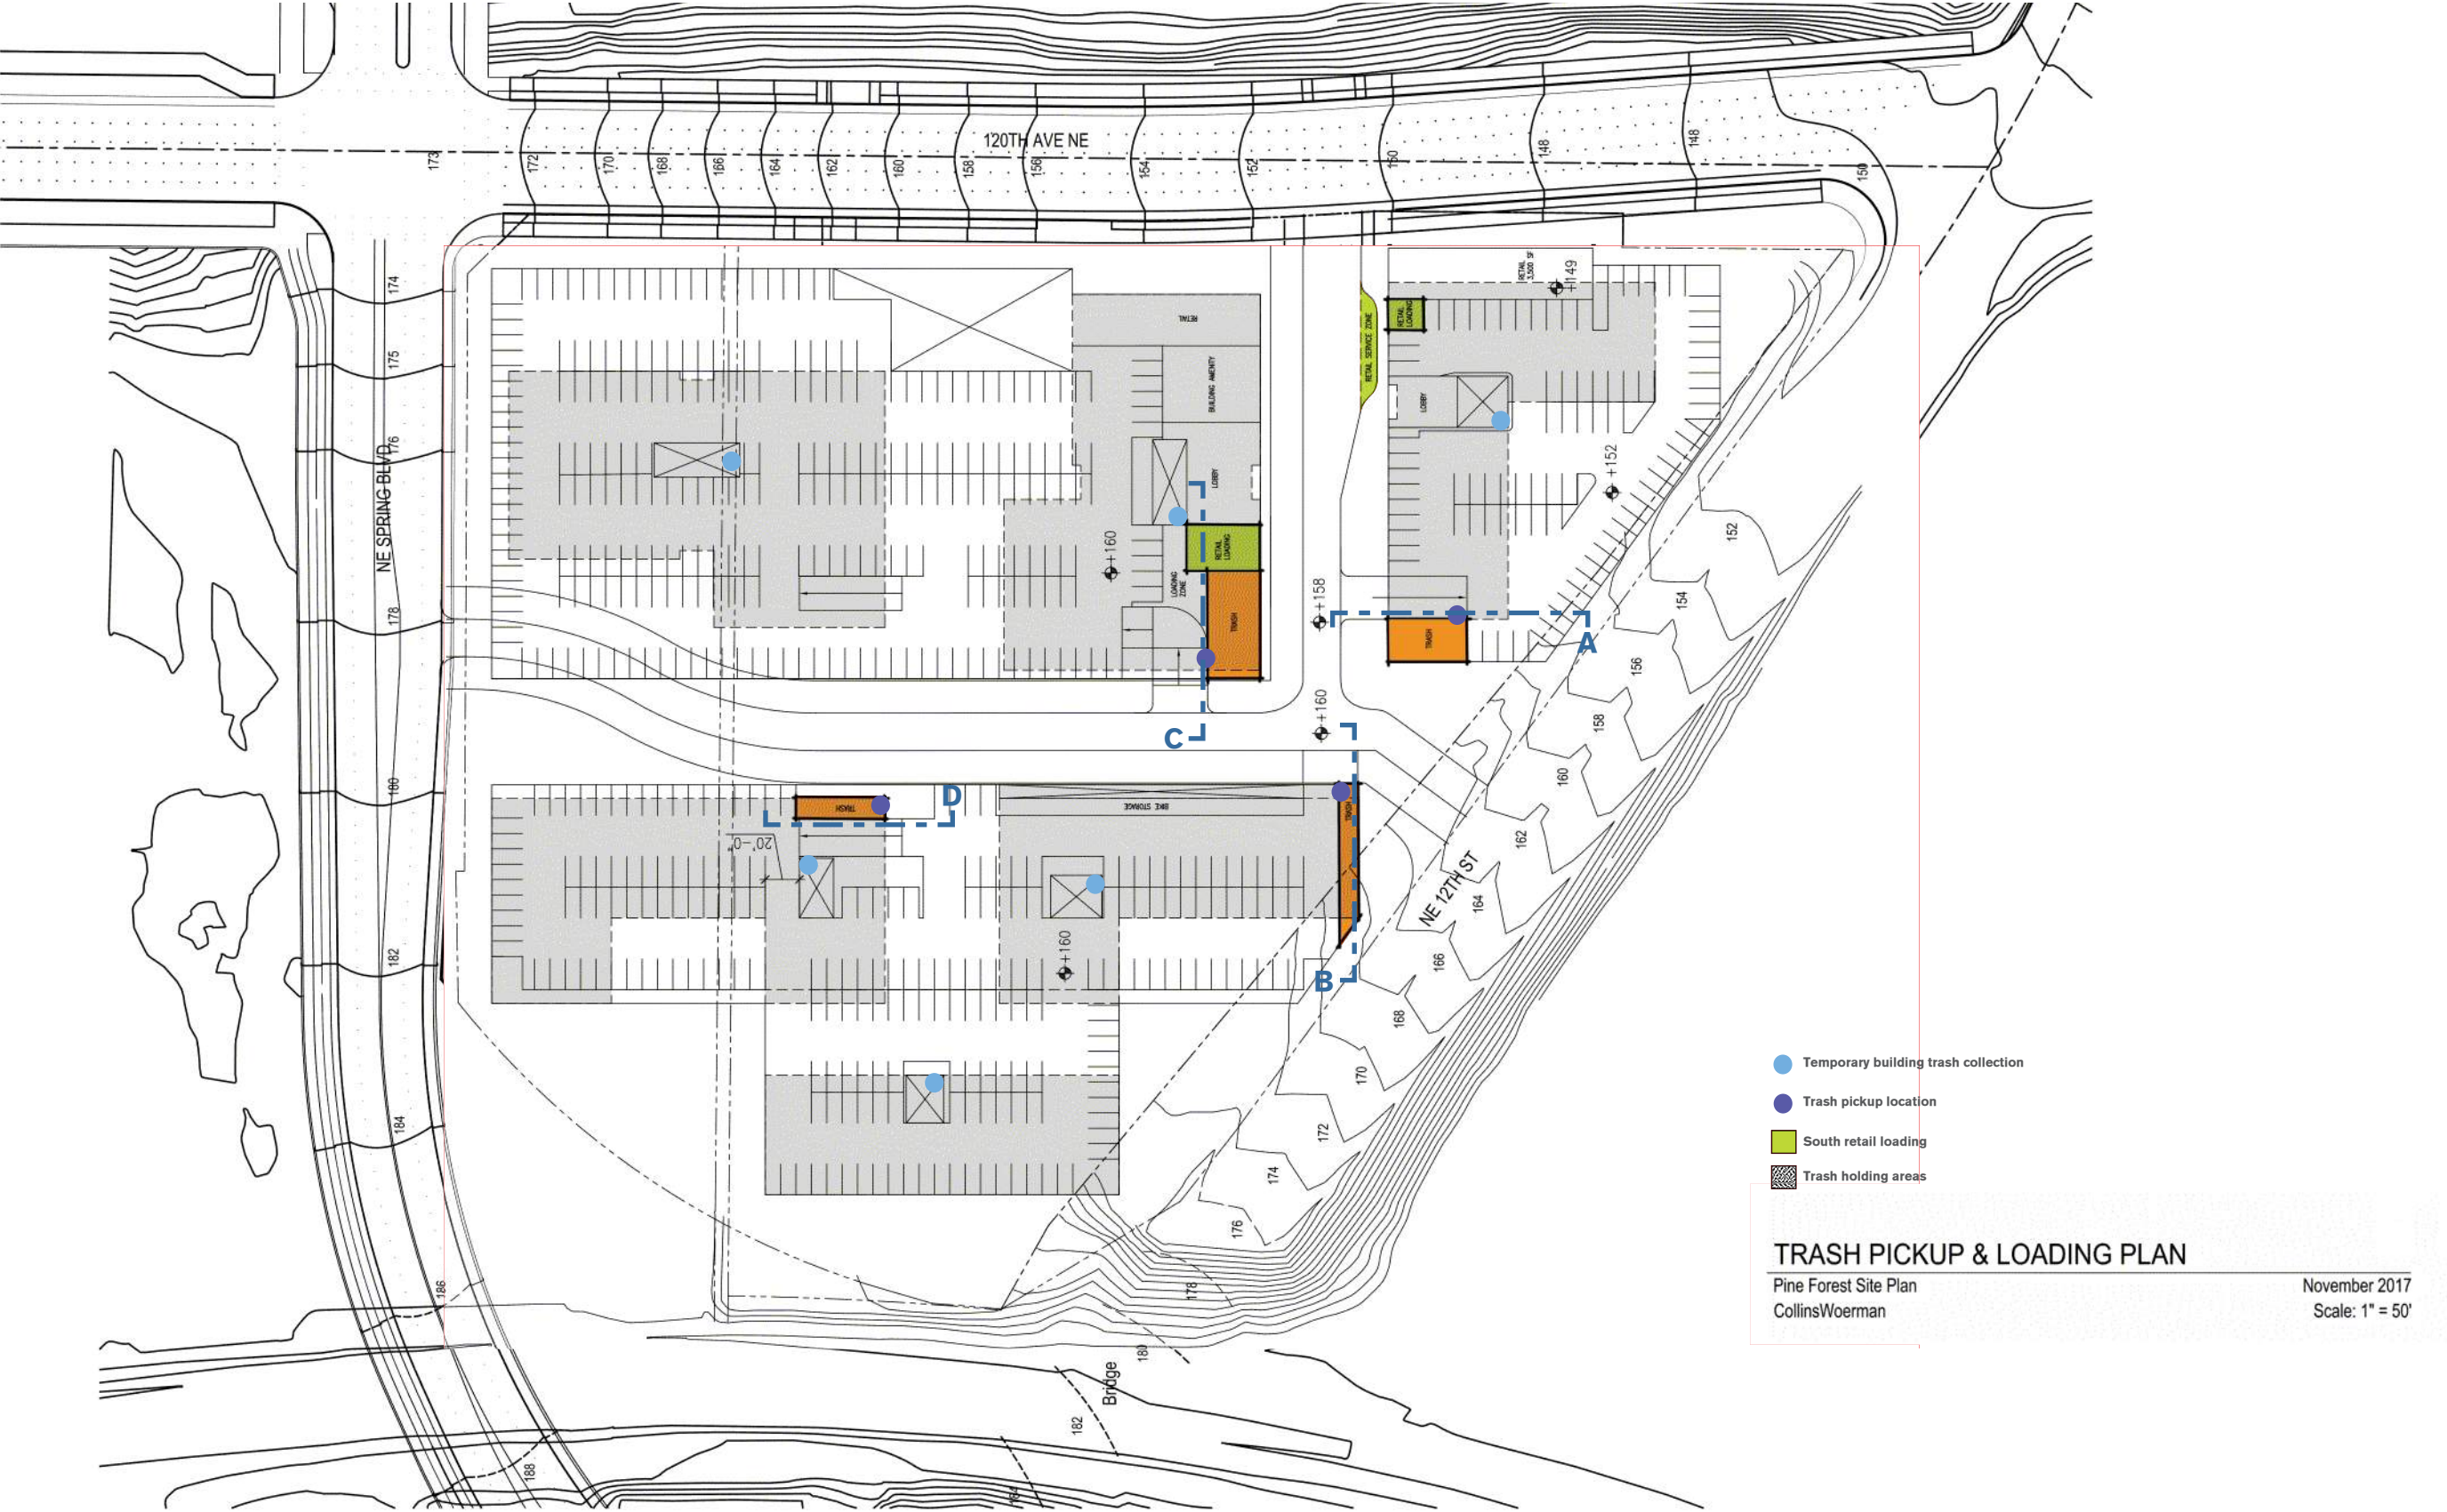 120TH AVE NE
173
172
170
168
166
164
162
160
158
156
154
152
150
148
148
150
NE SPRING BLVD
174
175
176
178
180
182
184
186
188
RETAIL
BUILDING AMENITY
LOBBY
RETAIL
LOADING
LOADING
ZONE
TRASH
+160
C
RETAIL SERVICE ZONE
RETAIL
LOADING
RETAIL
3,500 SF
+149
LOBBY
+152
+158
TRASH
A
+160
TRASH
D
20'-0"
BIKE STORAGE
TRASH
+160
B
NE 12TH ST
152
154
156
158
160
162
164
166
168
170
172
174
176
178
180
182
184
Bridge
Temporary building trash collection
Trash pickup location
South retail loading
Trash holding areas
TRASH PICKUP & LOADING PLAN
Pine Forest Site Plan
November 2017
CollinsWoerman
Scale: 1" = 50'